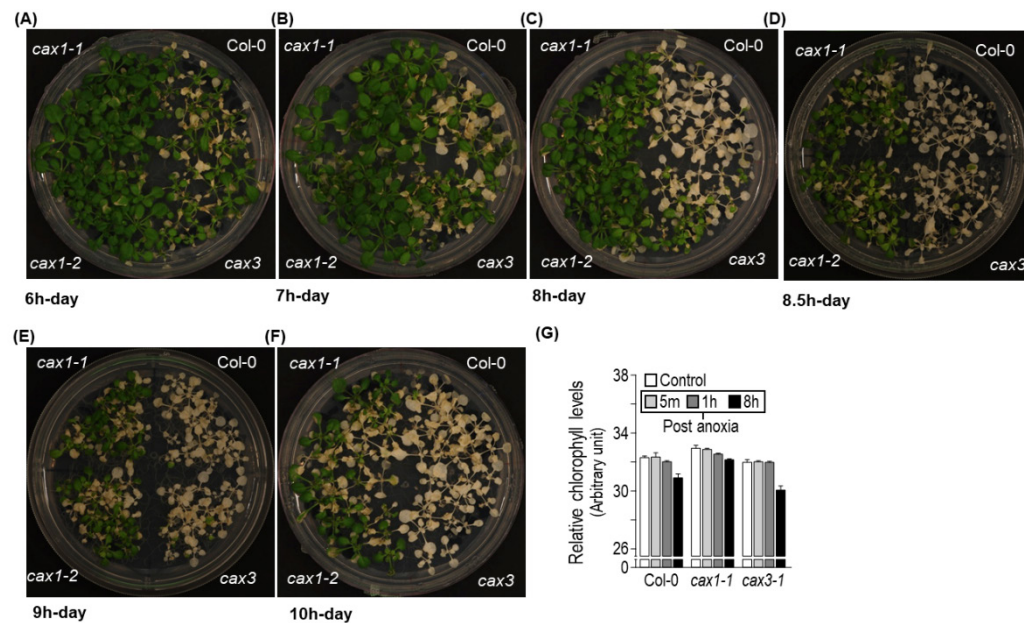 (A)
cax1-1
Col-0
cax1-2
cax3
6h-day
(B)
cax1-1
Col-0
cax1-2
cax3
7h-day
(C)
cax1-1
Col-0
cax1-2
cax3
8h-day
(D)
cax1-1
Col-0
cax1-2
cax3
8.5h-day
(E)
cax1-1
Col-0
cax1-2
cax3
9h-day
(F)
cax1-1
Col-0
cax1-2
cax3
10h-day
(G)
Relative chlorophyll levels
(Arbitrary unit)
38
34
30
26
0
Control
5m 1h 8h
Post anoxia
Col-0 cax1-1 cax3-1